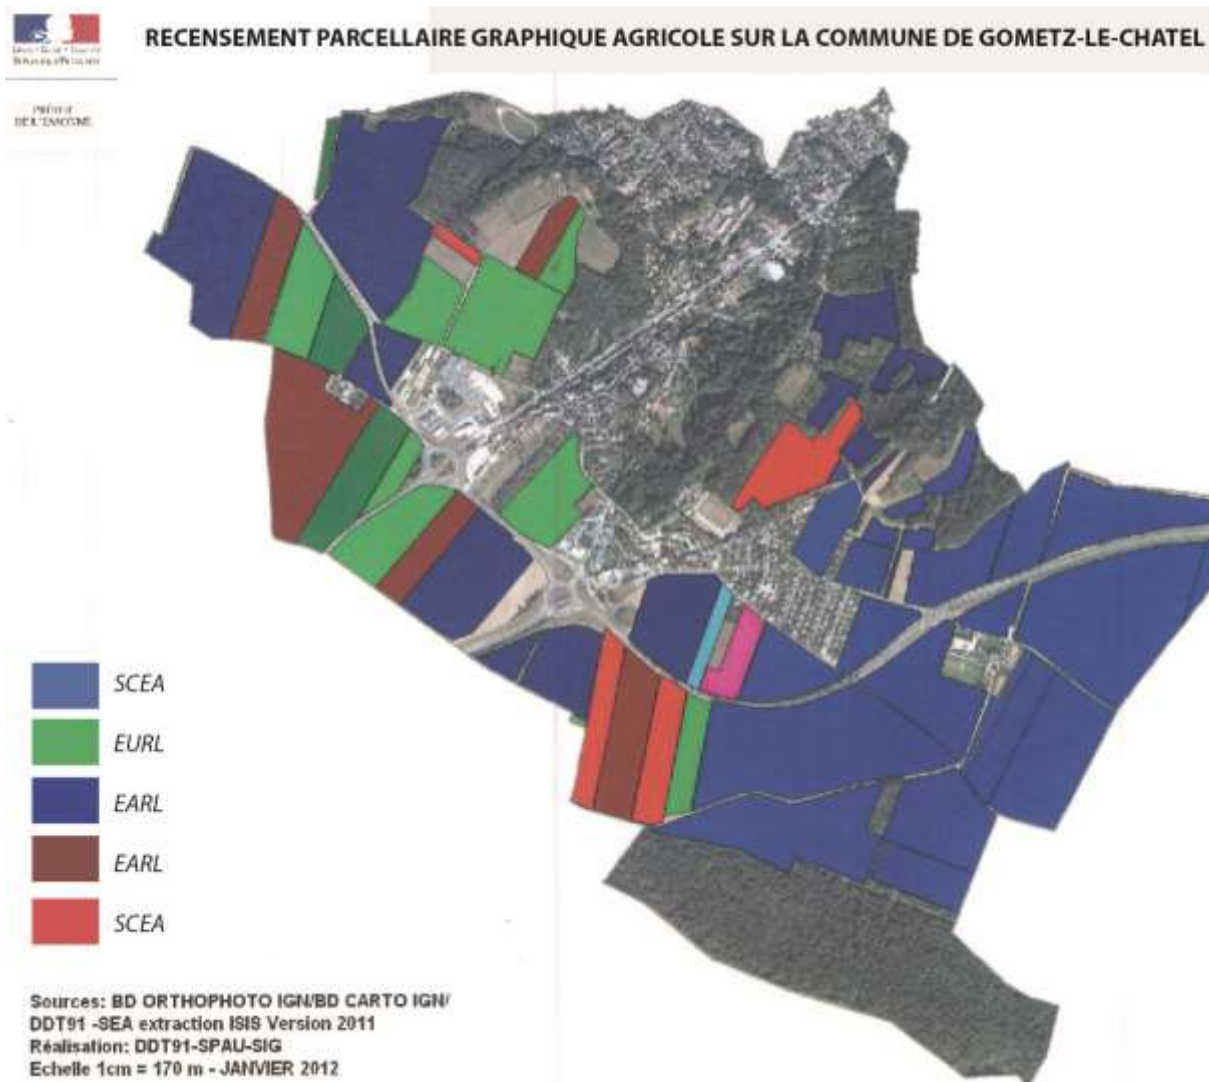 RECENSEMENT PARCELLAIRE GRAPHIQUE AGRICOLE SUR LA COMMUNE DE GOMETZ-LE-CHATEL
SCEA
EURL
EARL
EARL
SCEA
Sources: BD ORTHOPHOTO IGN/BD CARTO IGN/
DDT91 -SEA extraction ISIS Version 2011
Réalisation: DDT91-SPAU-SIG
Echelle 1cm = 170 m - JANVIER 2012